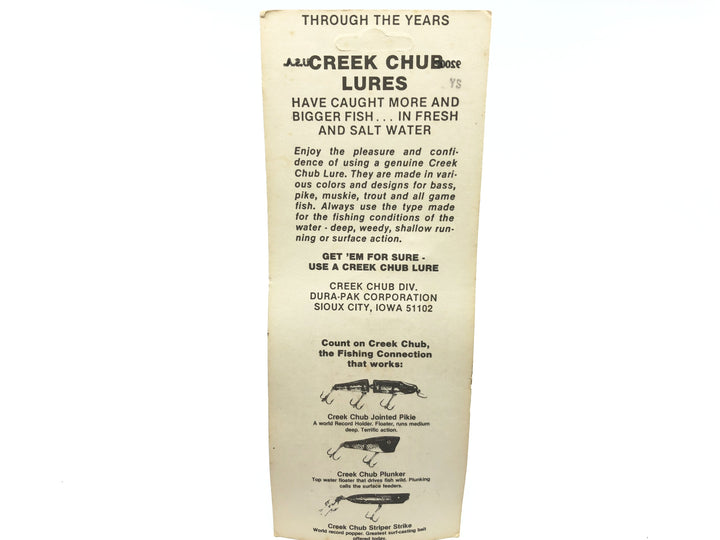 THROUGH THE YEARS
CREEK CHUB
LURES
HAVE CAUGHT MORE AND
BIGGER FISH . . . IN FRESH
AND SALT WATER
Enjoy the pleasure and confi-
dence of using a genuine Creek
Chub Lure. They are made in vari-
ous colors and designs for bass,
pike, muskie, trout and all game
fish. Always use the type made
for the fishing conditions of the
water - deep, weedy, shallow run-
ning or surface action.
GET 'EM FOR SURE -
USE A CREEK CHUB LURE
CREEK CHUB DIV.
DURA-PAK CORPORATION
SIOUX CITY, IOWA 51102
Count on Creek Chub,
the Fishing Connection
that works:
Creek Chub Jointed Pikie
A world Record Holder. Floater, runs medium
deep. Terrific action.
Creek Chub Plunker
Top water floater that drives fish wild. Plunking
calls the surface feeders.
Creek Chub Striper Strike
World record popper. Greatest surf-casting bait
offered today.